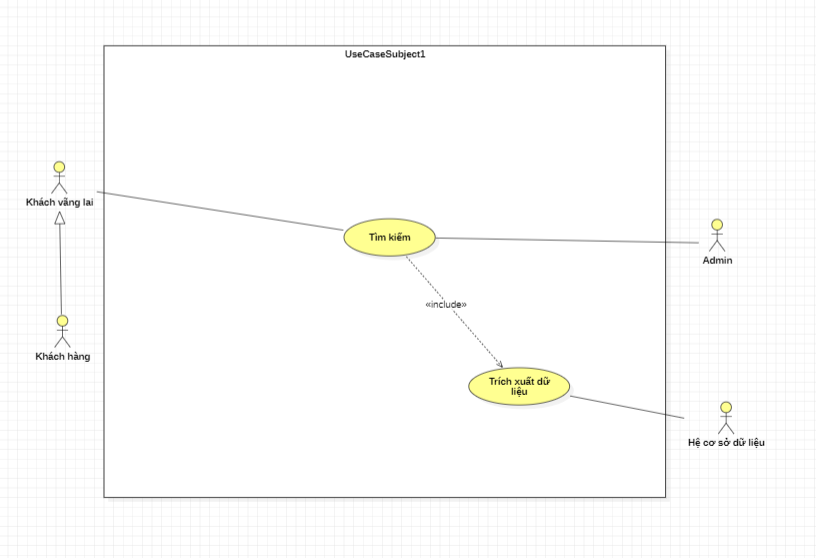 UseCaseSubject1
Khách vãng lai
Tìm kiếm
Admin
«include»
Khách hàng
Trích xuất dữ
liệu
Hệ cơ sở dữ liệu